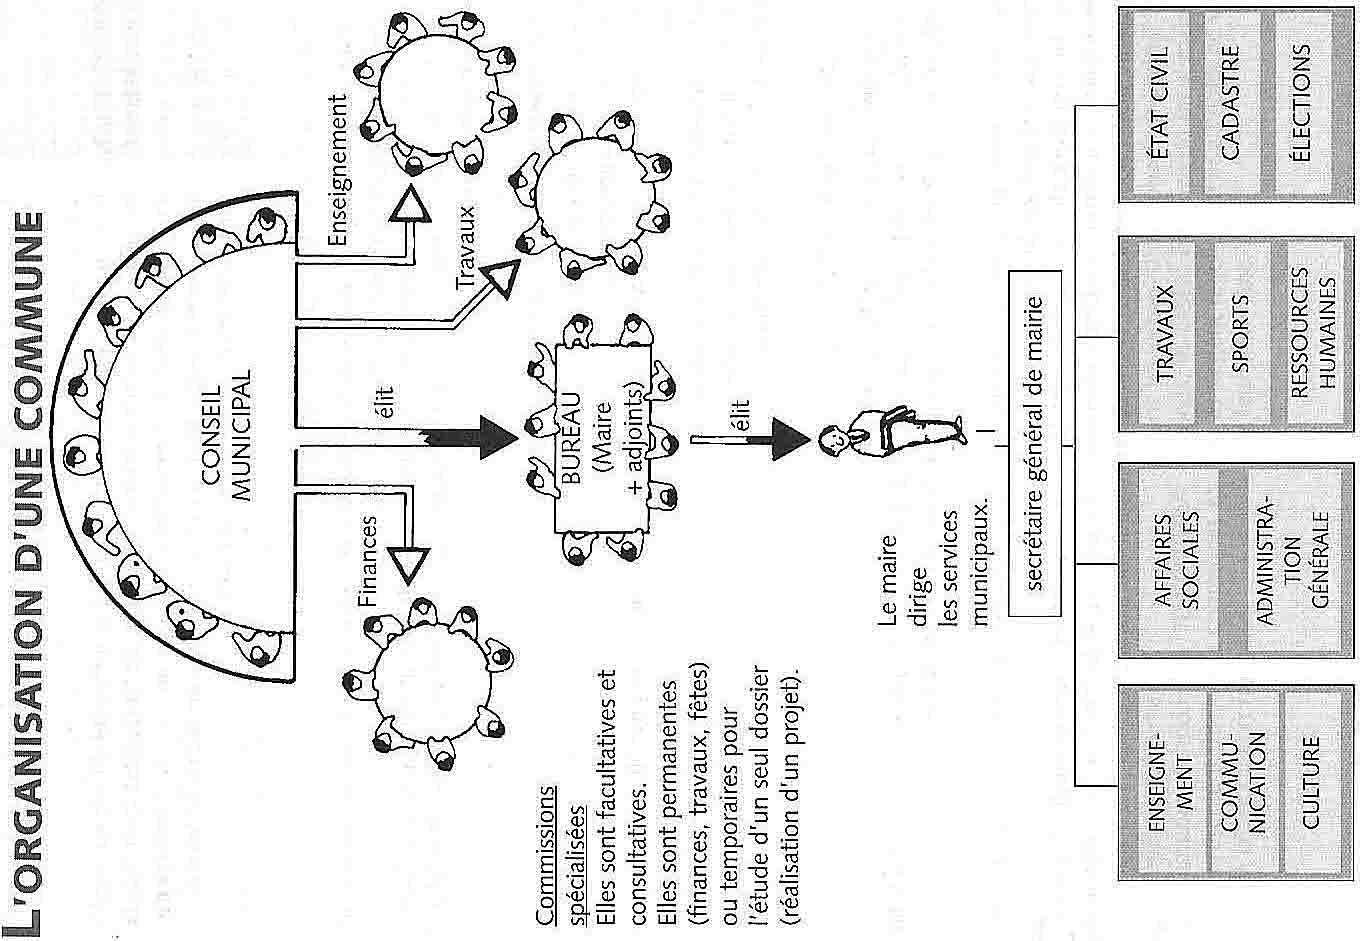 L'ORGANISATION D'UNE COMMUNE
CONSEIL
MUNICIPAL
Finances
élit
Travaux
Enseignement
BUREAU
(Maire
+ adjoints)
élit
Commissions
spécialisées
Elles sont facultatives et
consultatives.
Elles sont permanentes
(finances, travaux, fêtes)
ou temporaires pour
l'étude d'un seul dossier
(réalisation d'un projet).
Le maire
dirige
les services
municipaux.
secrétaire général de mairie
ENSEIGNE-
MENT
COMMU-
NICATION
CULTURE
AFFAIRES
SOCIALES
ADMINISTRA-
TION
GÉNÉRALE
TRAVAUX
SPORTS
RESSOURCES
HUMAINES
ÉTAT CIVIL
CADASTRE
ÉLECTIONS